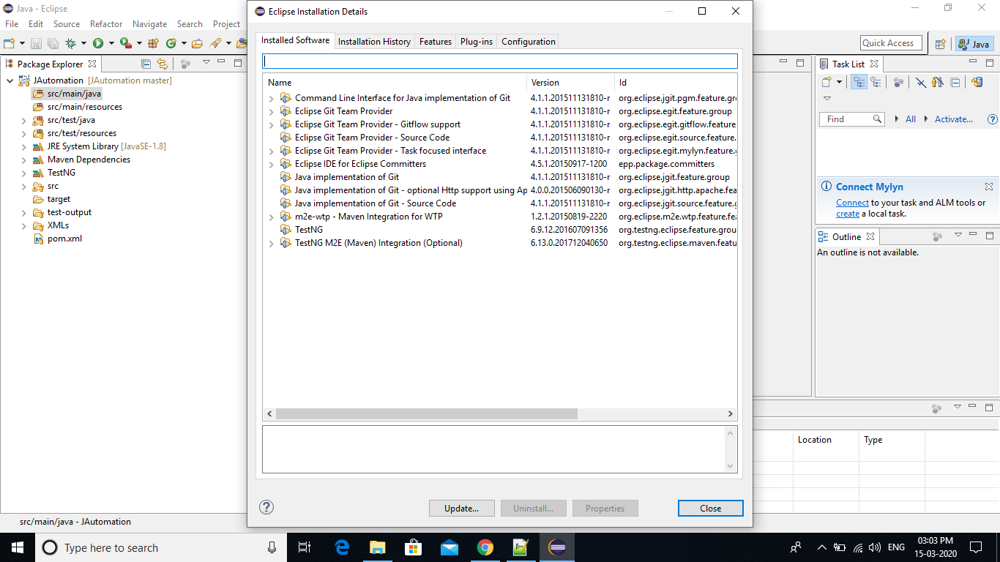 Java - Eclipse
File Edit Source Refactor Navigate Search Project
Quick Access
Java
Package Explorer
JAutomation [JAutomation master]
src/main/java
src/main/resources
src/test/java
src/test/resources
JRE System Library [JavaSE-1.8]
Maven Dependencies
TestNG
src
target
test-output
XMLs
pom.xml
Eclipse Installation Details
Installed Software Installation History Features Plug-ins Configuration
Name Version Id
Command Line Interface for Java implementation of Git 4.1.1.201511131810-r org.eclipse.jgit.pgm.feature.gr
Eclipse Git Team Provider 4.1.1.201511131810-r org.eclipse.egit.feature.group
Eclipse Git Team Provider - Gitflow support 4.1.1.201511131810-r org.eclipse.egit.gitflow.feature
Eclipse Git Team Provider - Source Code 4.1.1.201511131810-r org.eclipse.egit.source.feature.
Eclipse Git Team Provider - Task focused interface 4.1.1.201511131810-r org.eclipse.egit.mylyn.feature.g
Eclipse IDE for Eclipse Committers 4.5.1.20150917-1200 epp.package.committers
Java implementation of Git 4.1.1.201511131810-r org.eclipse.jgit.feature.group
Java implementation of Git - optional Http support using Ap 4.0.0.201506090130-r org.eclipse.jgit.http.apache.fea
Java implementation of Git - Source Code 4.1.1.201511131810-r org.eclipse.jgit.source.feature.g
m2e-wtp - Maven Integration for WTP 1.2.1.20150819-2220 org.eclipse.m2e.wtp.feature.fea
TestNG 6.9.12.201607091356 org.testng.eclipse.feature.grou
TestNG M2E (Maven) Integration (Optional) 6.13.0.201712040650 org.testng.eclipse.maven.featu
Update... Uninstall... Properties Close
Task List
Find All Activate...
Connect Mylyn
Connect to your task and ALM tools or
create a local task.
Outline
An outline is not available.
Location Type
src/main/java - JAutomation
Type here to search
ENG
03:03 PM
15-03-2020